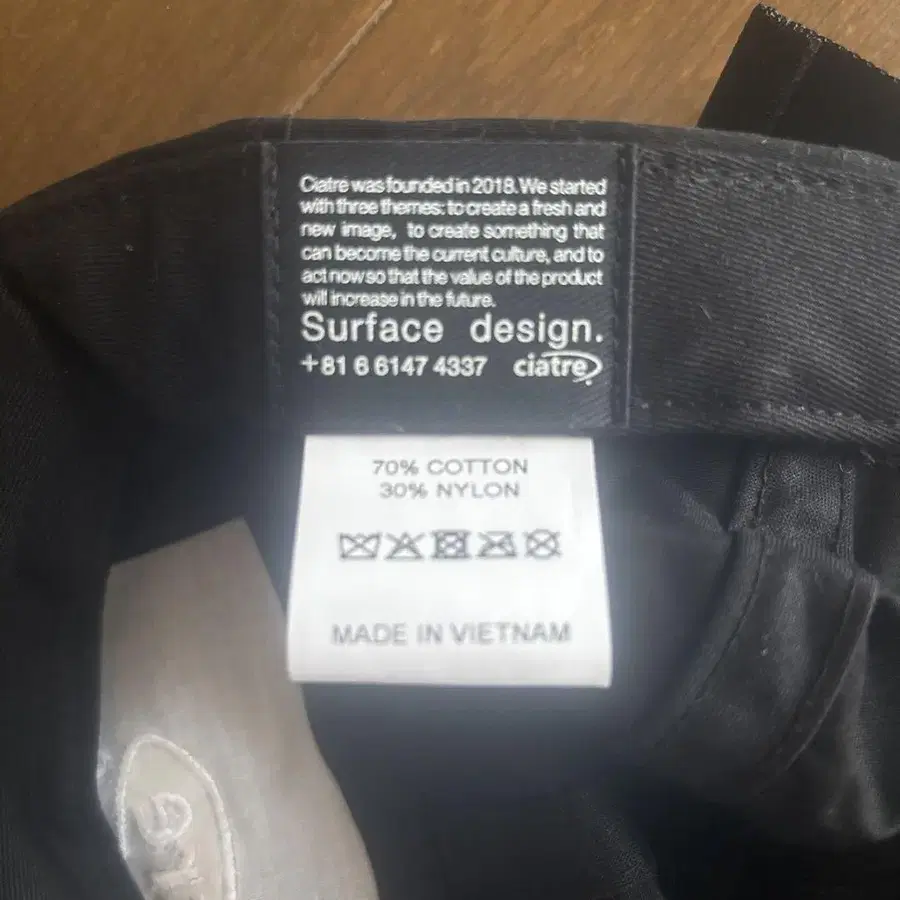 Ciatre was founded in 2018. We started
with three themes: to create a fresh and
new image, to create something that
can become the current culture, and to
act now so that the value of the product
will increase in the future.
Surface design.
+81 6 6147 4337 ciatre
70% COTTON
30% NYLON
MADE IN VIETNAM